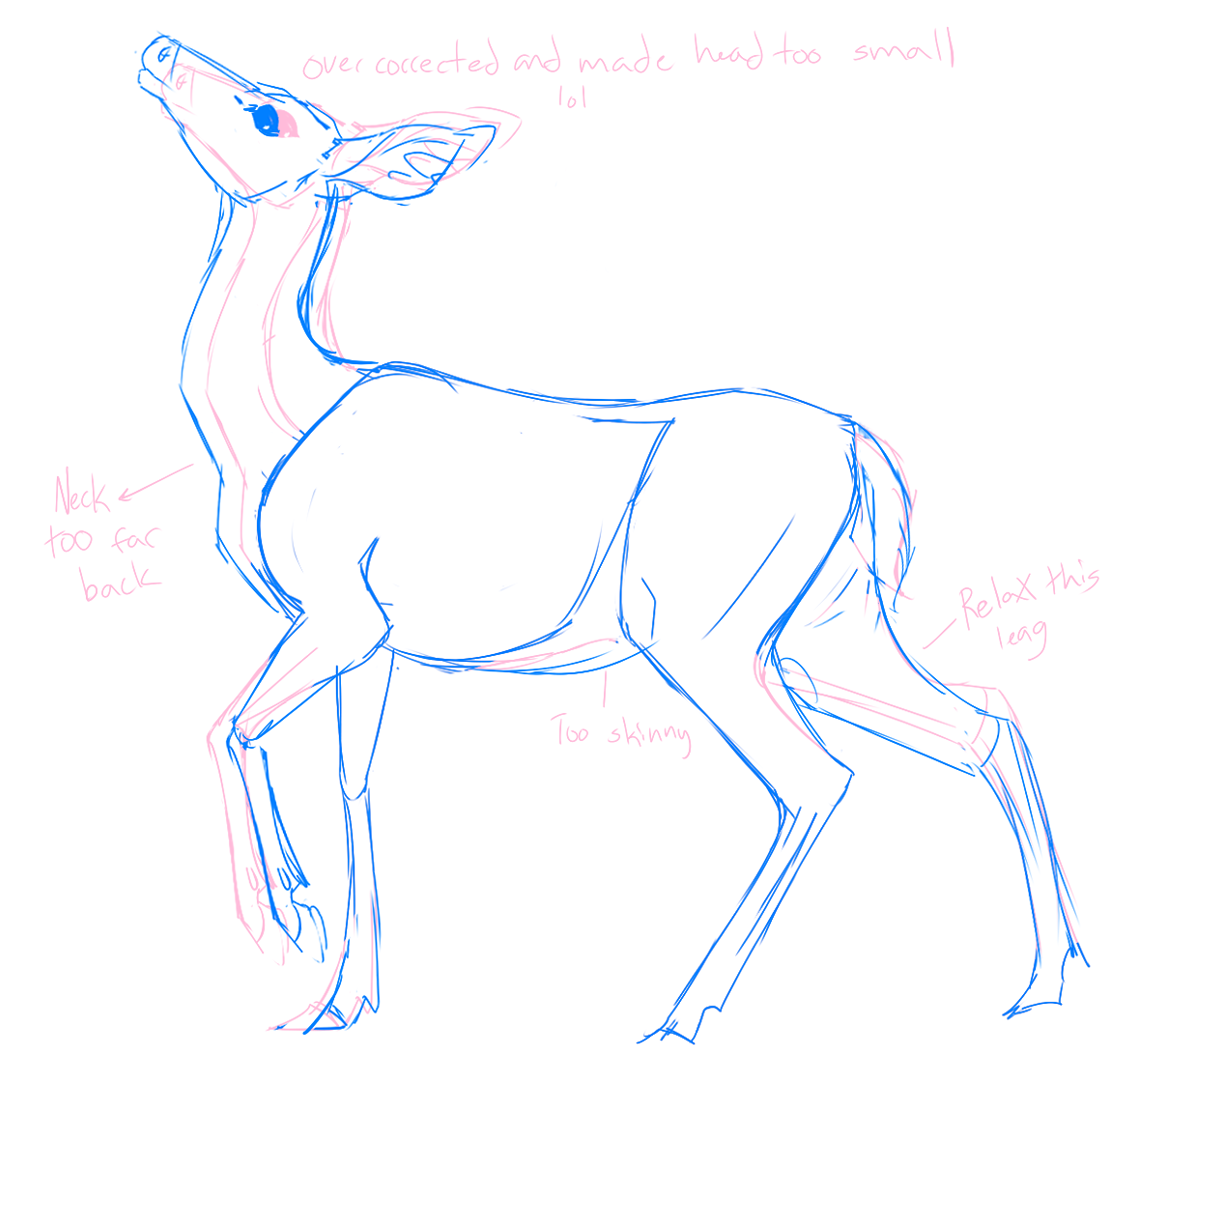 over corrected and made head too small
lol
Neck
too far
back
Relax this
leag
Too skinny